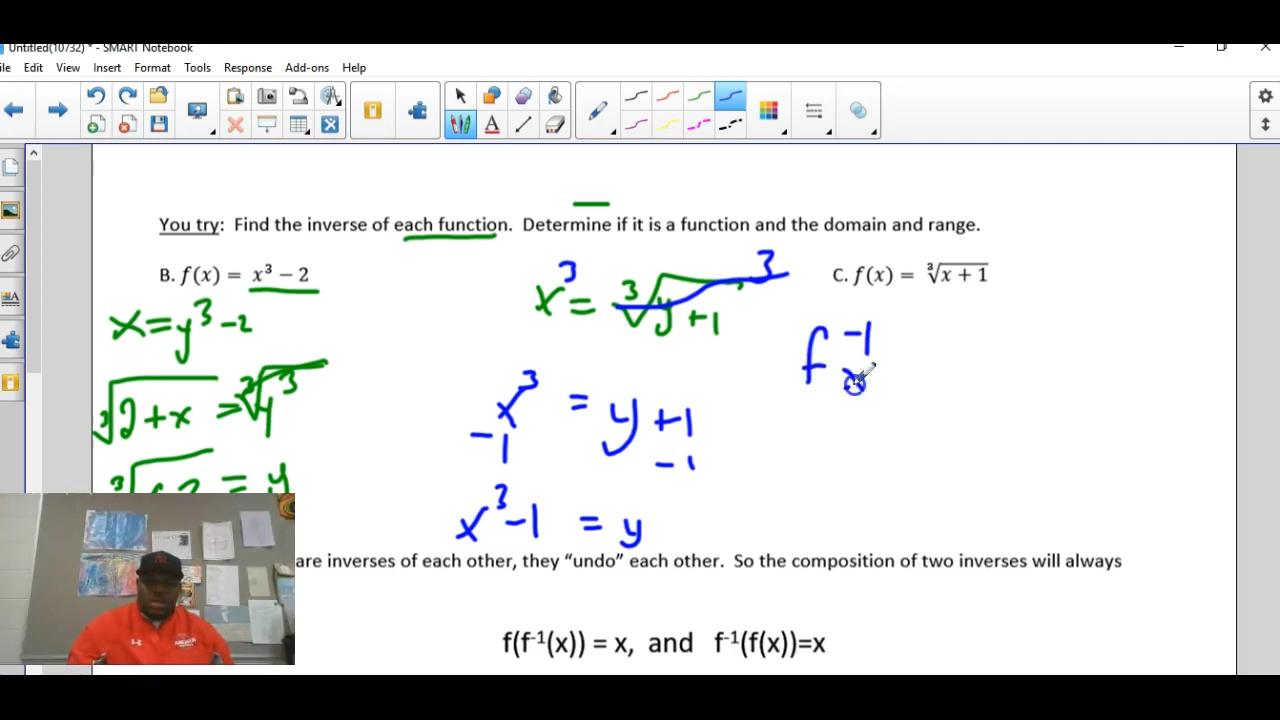 Untitled(10/32) * - SMART Notebook
ile Edit View Insert Format Tools Response Add-ons Help
You try: Find the inverse of each function. Determine if it is a function and the domain and range.
B. f(x) = x³ − 2
x = y³ -2
∛(2+x) = ∛(y³)
= y
x³ = ∛(y+1) ³
x³ = y +1
-1 -1
x³ -1 = y
C. f(x) = ∛(x + 1)
f -1
are inverses of each other, they “undo” each other. So the composition of two inverses will always
f(f⁻¹(x)) = x, and f⁻¹(f(x))=x